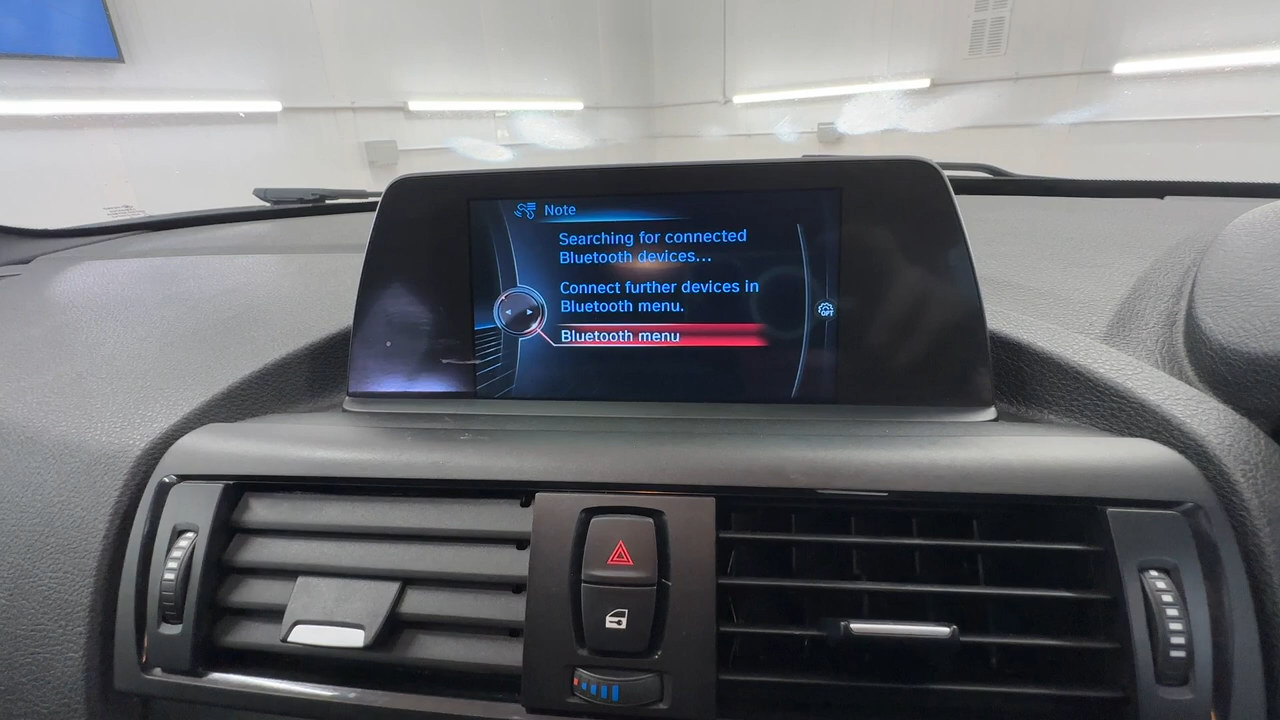 Note
Searching for connected
Bluetooth devices...
Connect further devices in
Bluetooth menu.
Bluetooth menu
OPT